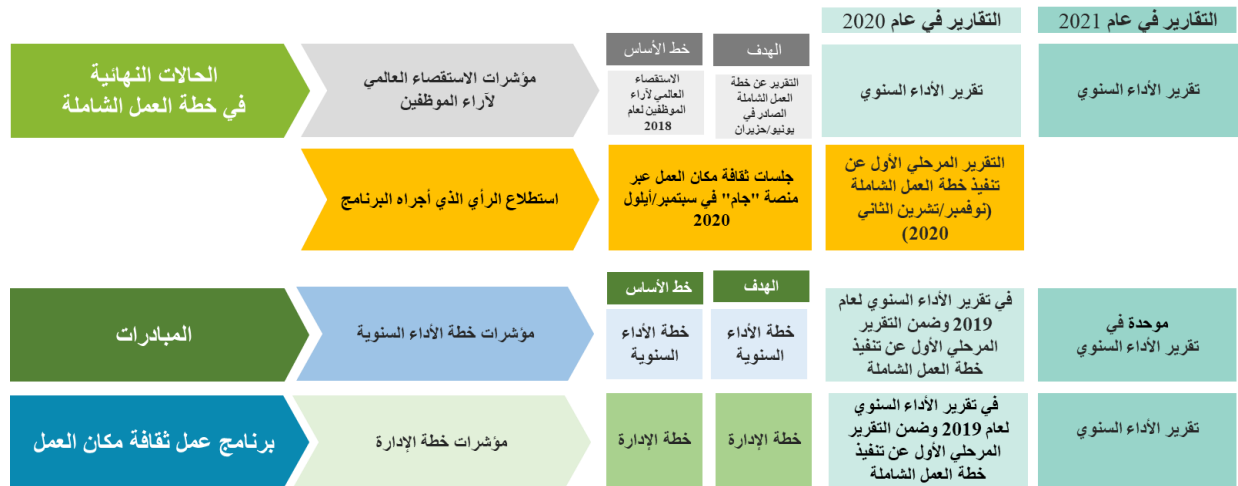 التقارير في عام 2020
التقارير في عام 2021
الحالات النهائية
في خطة العمل الشاملة
مؤشرات الاستقصاء العالمي
لآراء الموظفين
خط الأساس
الهدف
الاستقصاء
العالمي لآراء
الموظفين لعام
2018
التقرير عن خطة
العمل الشاملة
الصادر في
يونيو/حزيران
تقرير الأداء السنوي
تقرير الأداء السنوي
استطلاع الرأي الذي أجراه البرنامج
جلسات ثقافة مكان العمل عبر
منصة "جام" في سبتمبر/أيلول
2020
التقرير المرحلي الأول عن
تنفيذ خطة العمل الشاملة
(نوفمبر/تشرين الثاني
2020)
المبادرات
مؤشرات خطة الأداء السنوية
خط الأساس
الهدف
خطة الأداء
السنوية
خطة الأداء
السنوية
في تقرير الأداء السنوي لعام
2019 وضمن التقرير
المرحلي الأول عن تنفيذ
خطة العمل الشاملة
موحدة في
تقرير الأداء السنوي
برنامج عمل ثقافة مكان العمل
مؤشرات خطة الإدارة
خطة الإدارة
خطة الإدارة
في تقرير الأداء السنوي
لعام 2019 وضمن التقرير
المرحلي الأول عن تنفيذ
خطة العمل الشاملة
تقرير الأداء السنوي